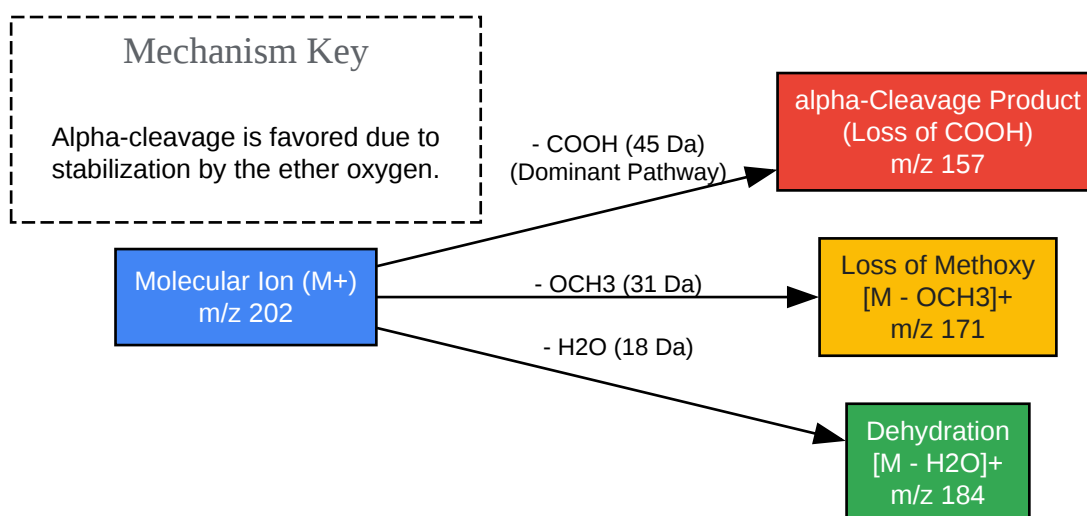 Mechanism Key
Alpha-cleavage is favored due to
stabilization by the ether oxygen.
Molecular Ion (M+)
m/z 202
- COOH (45 Da)
(Dominant Pathway)
- OCH3 (31 Da)
- H2O (18 Da)
alpha-Cleavage Product
(Loss of COOH)
m/z 157
Loss of Methoxy
[M - OCH3]+
m/z 171
Dehydration
[M - H2O]+
m/z 184